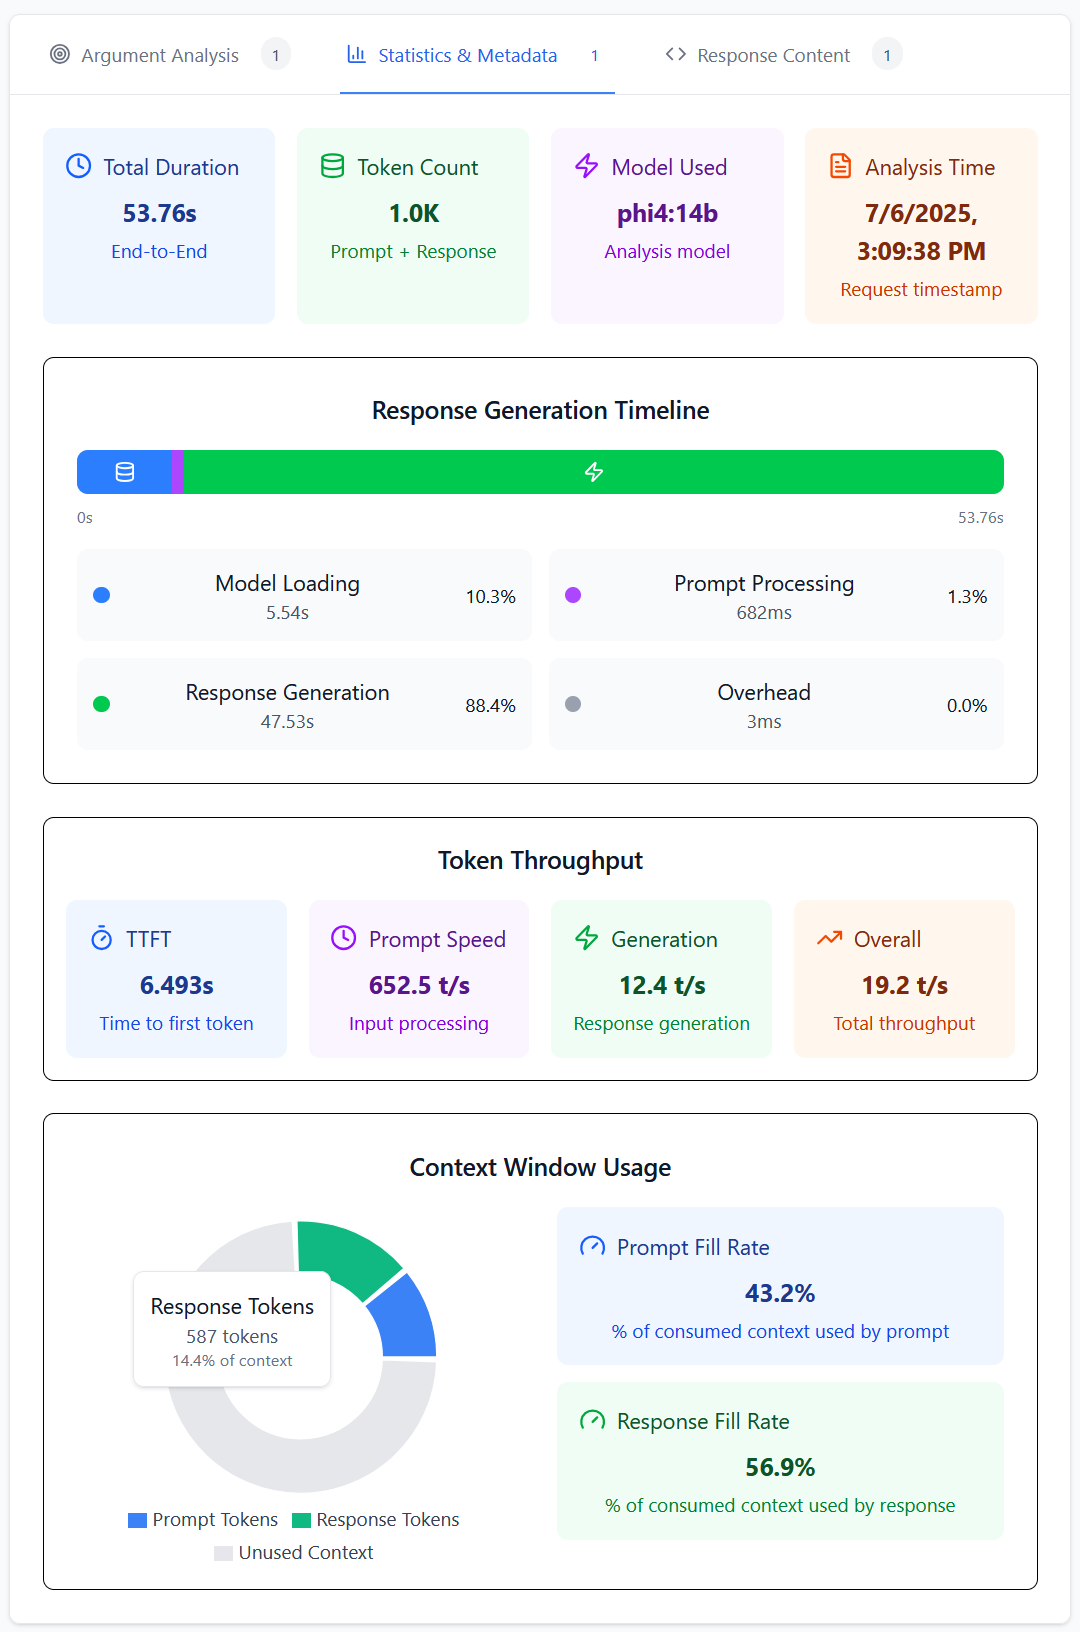 Argument Analysis 1
Statistics & Metadata 1
Response Content 1
Total Duration
53.76s
End-to-End
Token Count
1.0K
Prompt + Response
Model Used
phi4:14b
Analysis model
Analysis Time
7/6/2025,
3:09:38 PM
Request timestamp
Response Generation Timeline
0s
53.76s
Model Loading
5.54s
10.3%
Prompt Processing
682ms
1.3%
Response Generation
47.53s
88.4%
Overhead
3ms
0.0%
Token Throughput
TTFT
6.493s
Time to first token
Prompt Speed
652.5 t/s
Input processing
Generation
12.4 t/s
Response generation
Overall
19.2 t/s
Total throughput
Context Window Usage
Response Tokens
587 tokens
14.4% of context
Prompt Tokens
Response Tokens
Unused Context
Prompt Fill Rate
43.2%
% of consumed context used by prompt
Response Fill Rate
56.9%
% of consumed context used by response